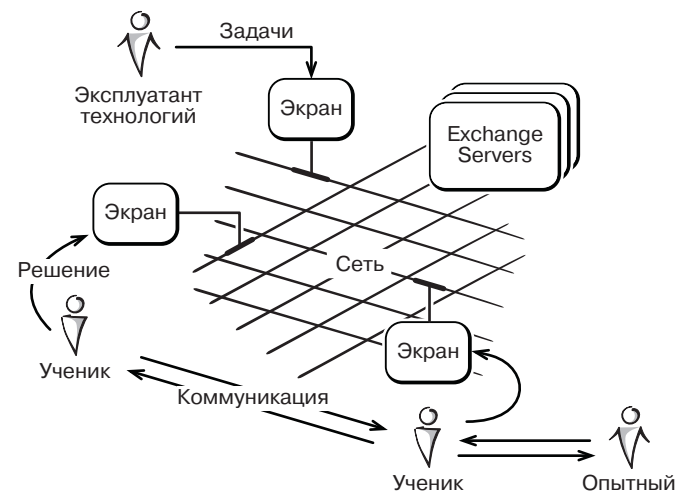 Задачи
Эксплуатант
технологий
Экран
Exchange
Servers
Экран
Сеть
Решение
Экран
Ученик
Коммуникация
Ученик
Опытный